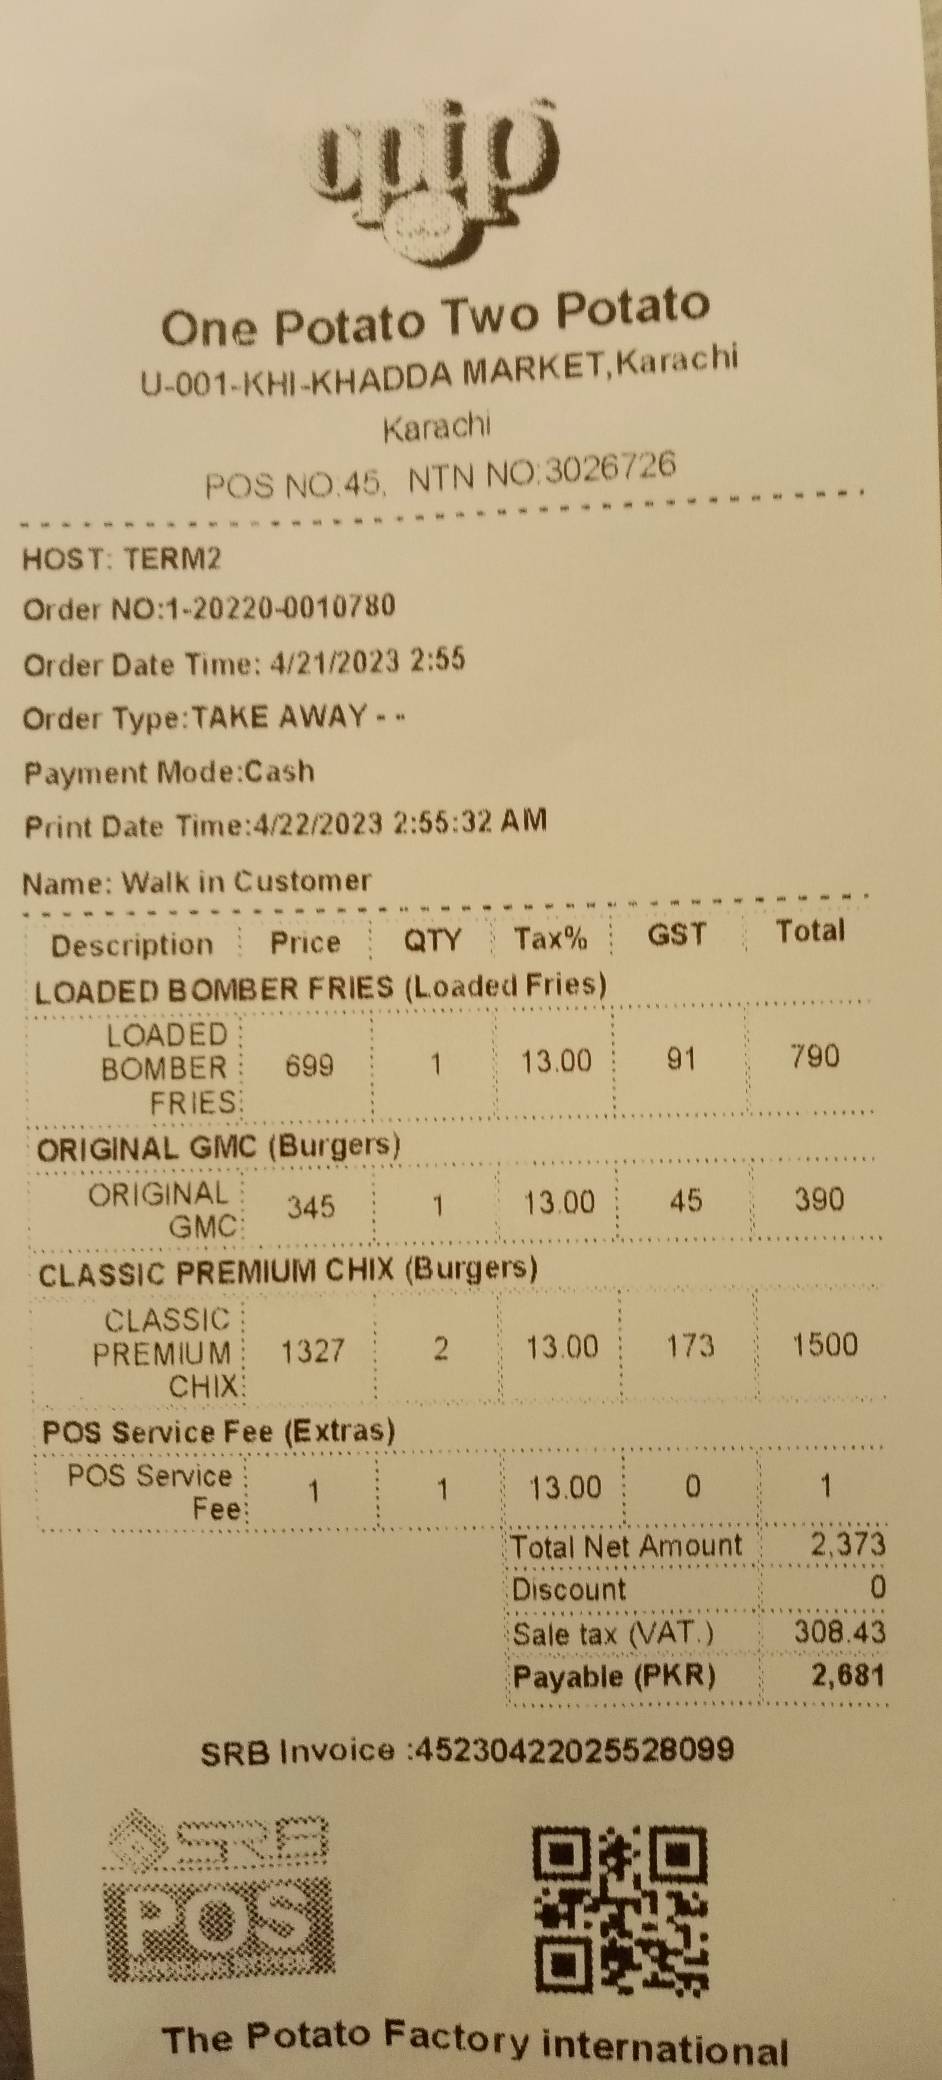 opip
One Potato Two Potato
U-001-KHI-KHADDA MARKET,Karachi
Karachi
POS NO:45, NTN NO:3026726
HOST: TERM2
Order NO:1-20220-0010780
Order Date Time: 4/21/2023 2:55
Order Type:TAKE AWAY - --
Payment Mode:Cash
Print Date Time:4/22/2023 2:55:32 AM
Name: Walk in Customer
Description Price QTY Tax% GST Total
LOADED BOMBER FRIES (Loaded Fries)
LOADED
BOMBER 699 1 13.00 91 790
FRIES:
ORIGINAL GMC (Burgers)
ORIGINAL 345 1 13.00 45 390
GMC:
CLASSIC PREMIUM CHIX (Burgers)
CLASSIC
PREMIUM 1327 2 13.00 173 1500
CHIX:
POS Service Fee (Extras)
POS Service 1 1 13.00 0 1
Fee:
Total Net Amount 2,373
Discount 0
Sale tax (VAT.) 308.43
Payable (PKR) 2,681
SRB Invoice :45230422025528099
SRB
POS
The Potato Factory international